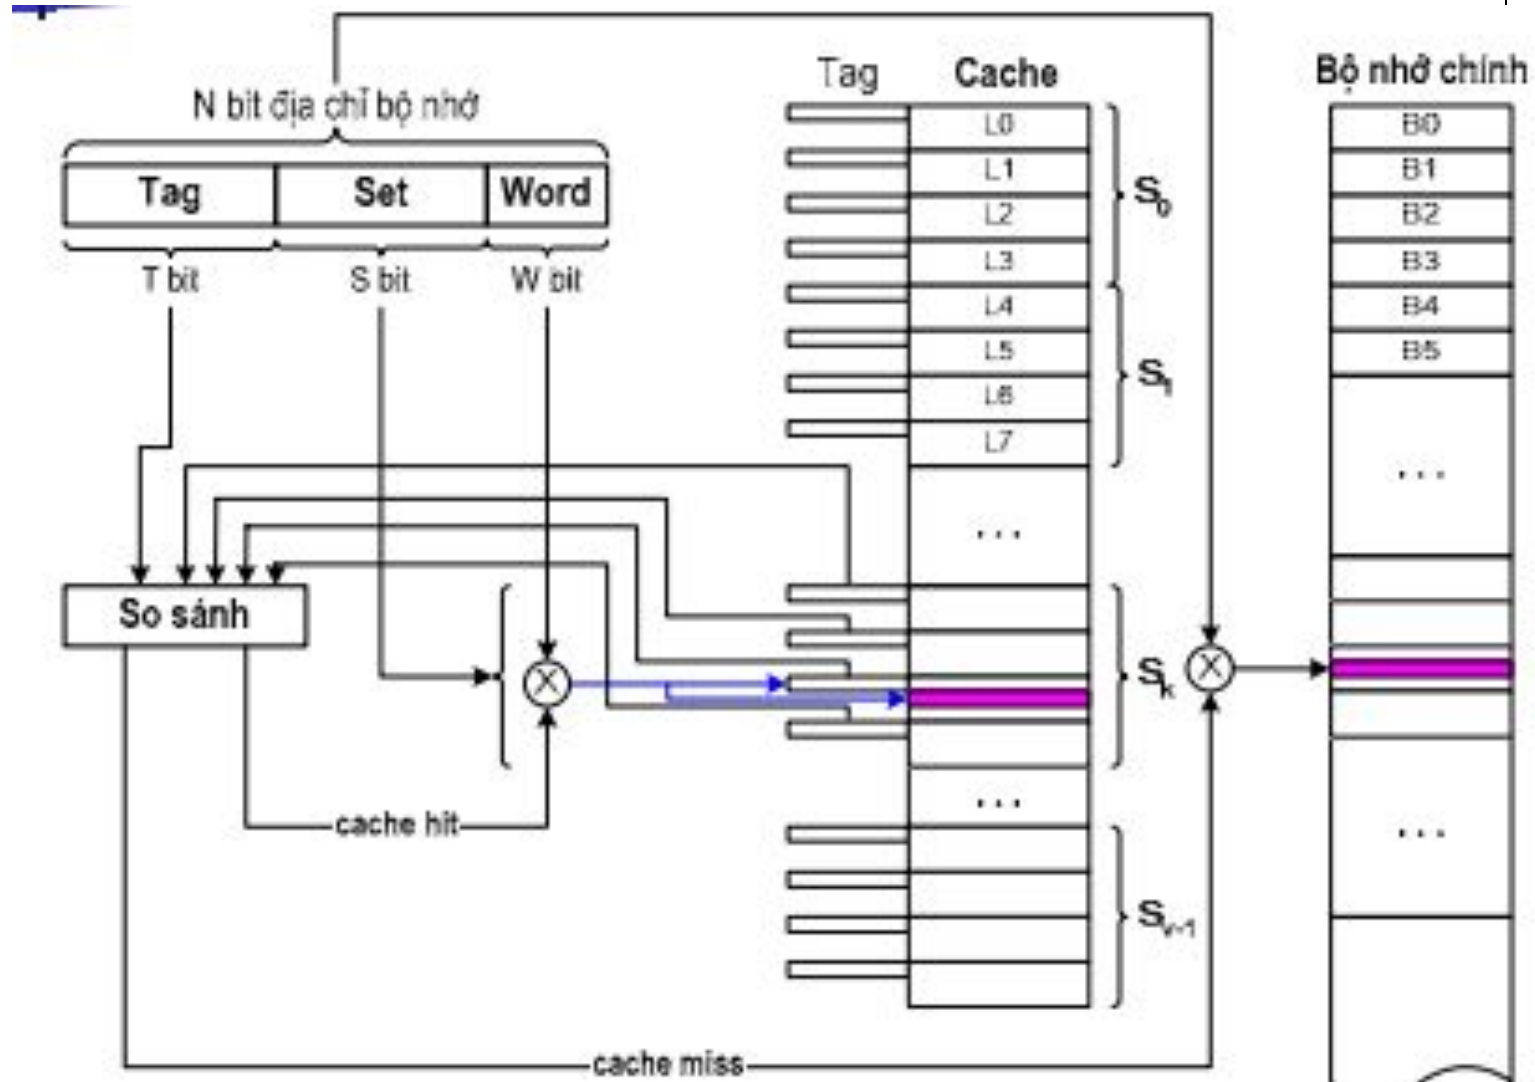 Tag
Cache
Bộ nhớ chính
N bit địa chỉ bộ nhớ
Tag
Set
Word
T bit
S bit
W bit
L0
L1
L2
L3
L4
L5
L6
L7
. . .
. . .
S0
S1
Sk
Sv-1
B0
B1
B2
B3
B4
B5
. . .
. . .
So sánh
cache hit
cache miss